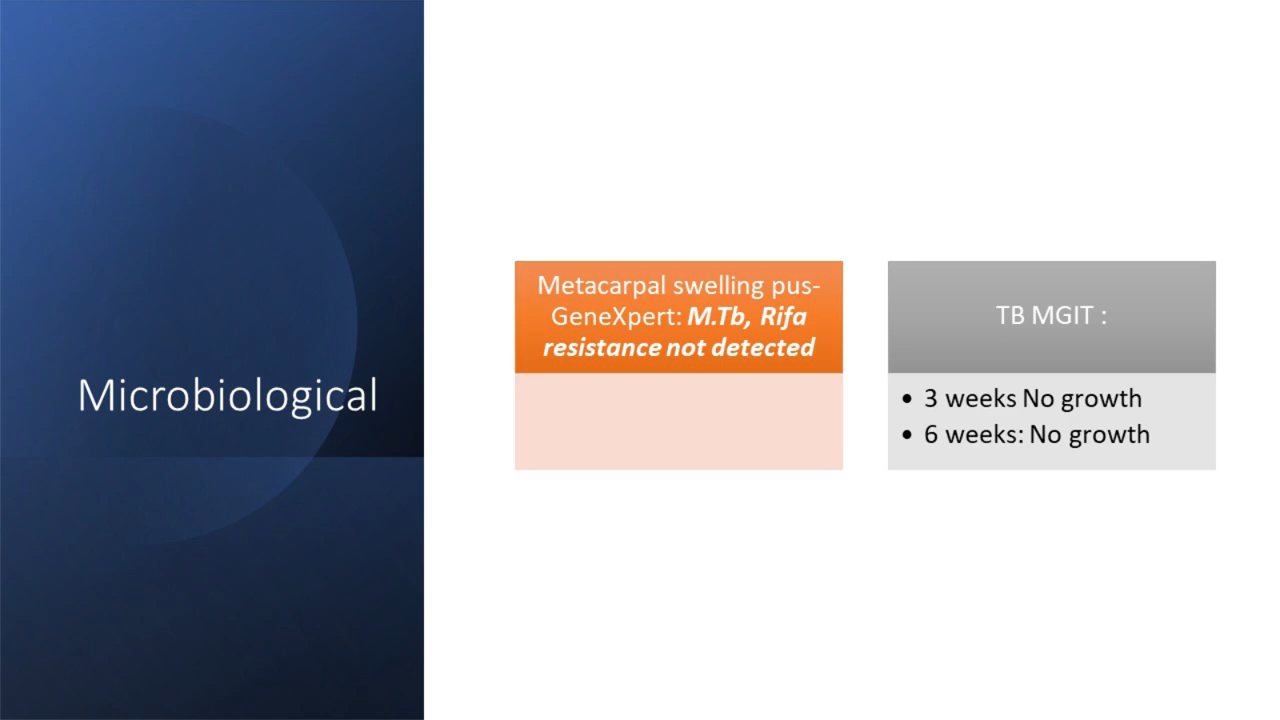 Microbiological
Metacarpal swelling pus-
GeneXpert: M.Tb, Rifa
resistance not detected
TB MGIT :
• 3 weeks No growth
• 6 weeks: No growth